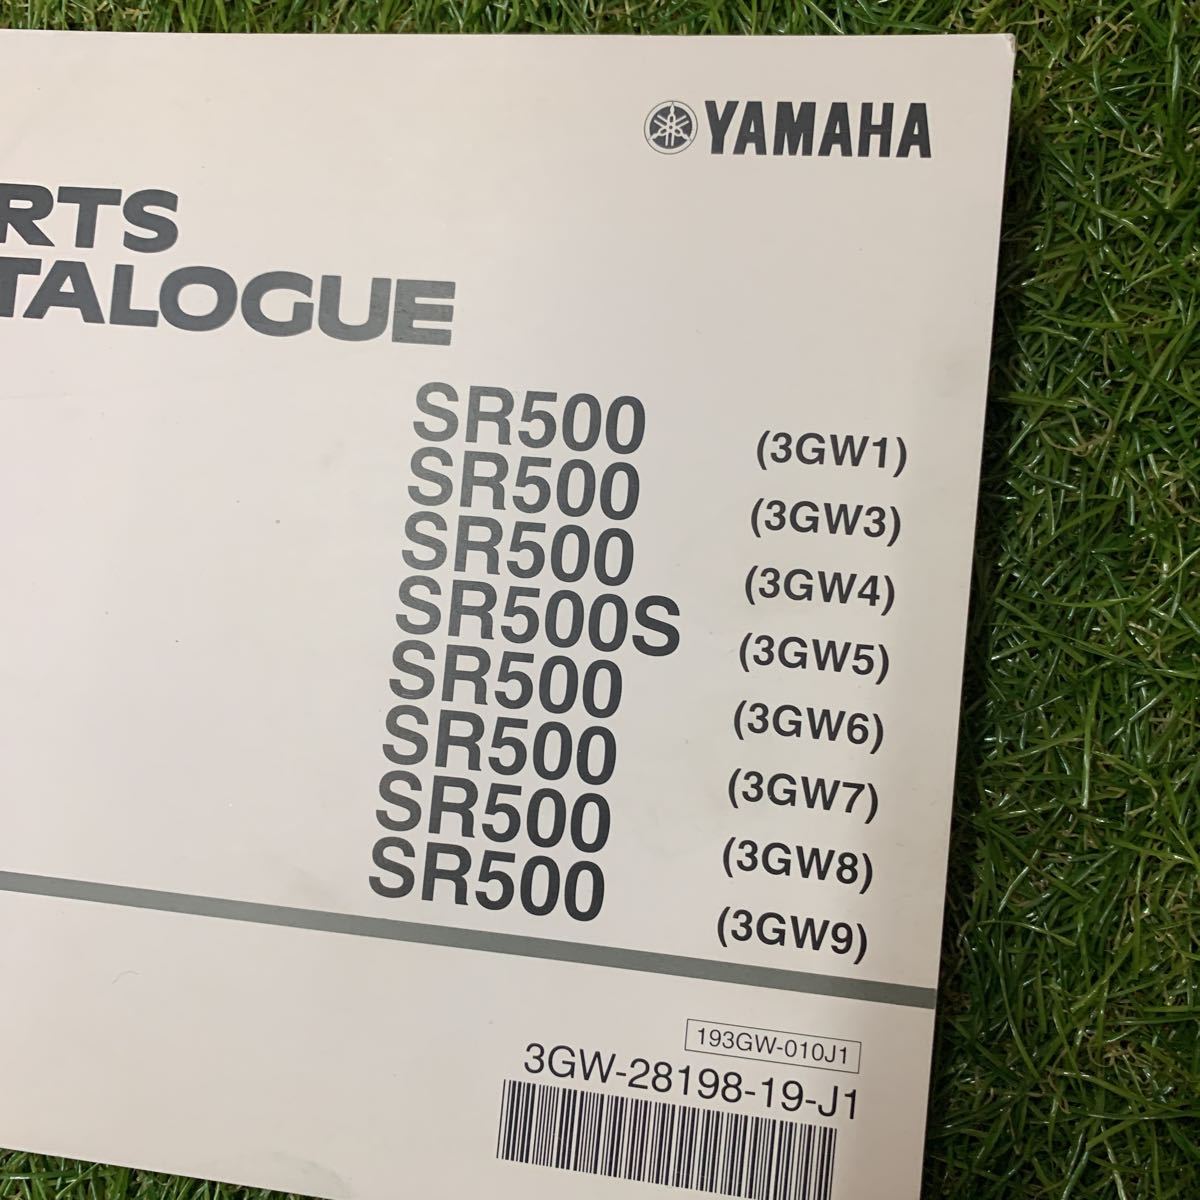 YAMAHA
RTS
TALOGUE
SR500 (3GW1)
SR500 (3GW3)
SR500 (3GW4)
SR500S (3GW5)
SR500 (3GW6)
SR500 (3GW7)
SR500 (3GW8)
SR500 (3GW9)
193GW-010J1
3GW-28198-19-J1